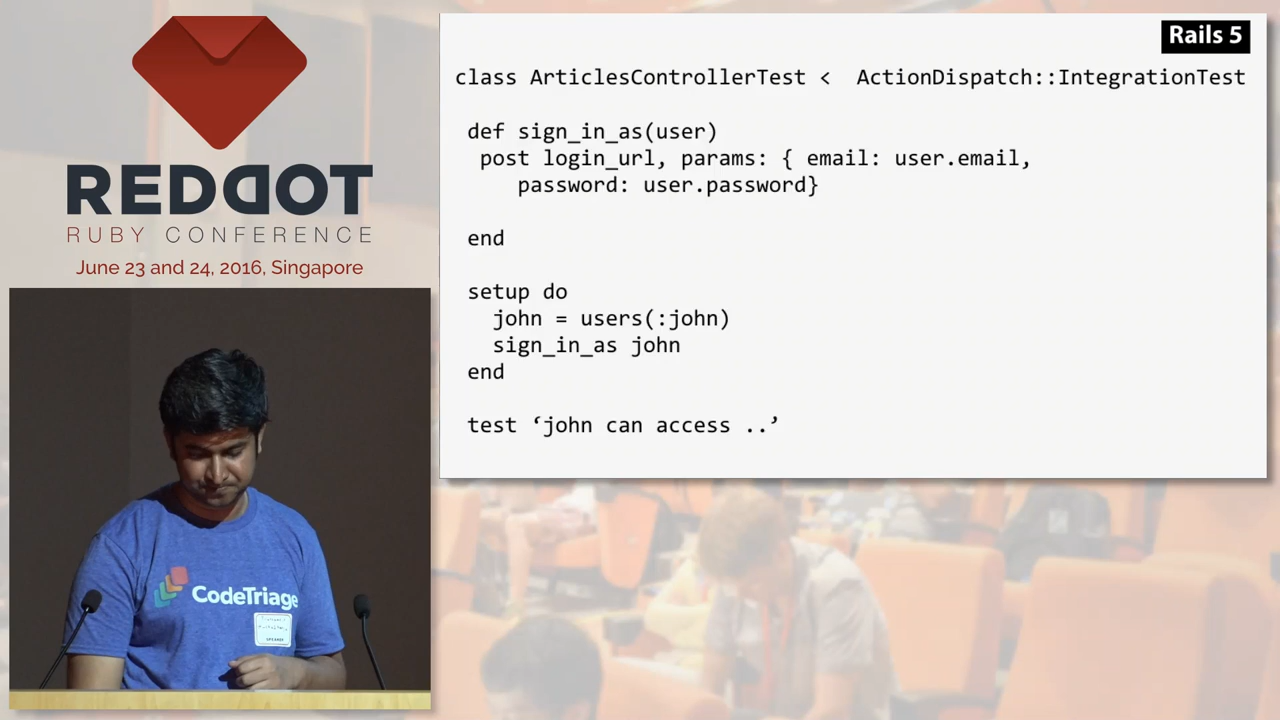 REDDOT
RUBY CONFERENCE
June 23 and 24, 2016, Singapore
CodeTriage
SPEAKER
Rails 5
class ArticlesControllerTest < ActionDispatch::IntegrationTest
def sign_in_as(user)
post login_url, params: { email: user.email,
password: user.password}
end
setup do
john = users(:john)
sign_in_as john
end
test ‘john can access ..’